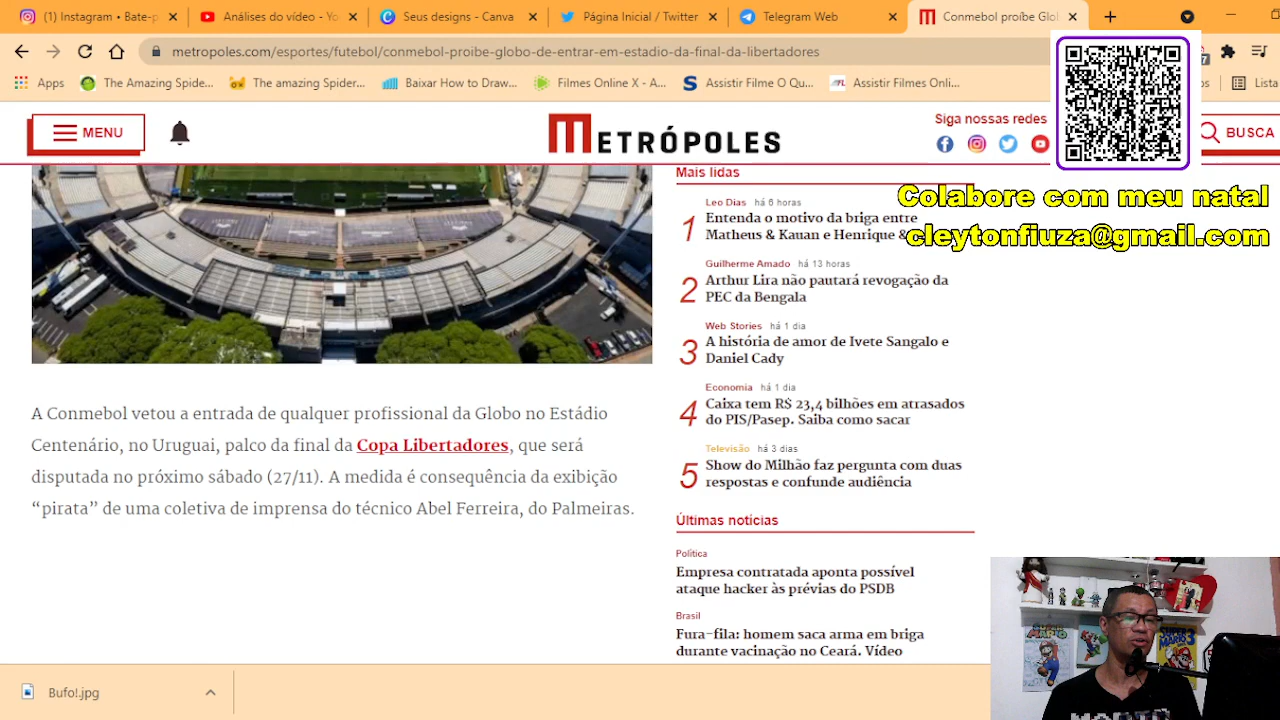 (1) Instagram • Bate-p
Análises do vídeo - Yo
Seus designs - Canva
Página Inicial / Twitter
Telegram Web
Conmebol proíbe Glo
metropoles.com/esportes/futebol/conmebol-proibe-globo-de-entrar-em-estadio-da-final-da-libertadores
Apps
The Amazing Spider...
The amazing Spider...
Baixar How to Draw...
Filmes Online X - A...
Assistir Filme O Qu...
Assistir Filmes Onli...
Lista
MENU
METRÓPOLES
Siga nossas redes
BUSCA
Colabore com meu natal
cleytonfiuza@gmail.com
A Conmebol vetou a entrada de qualquer profissional da Globo no Estádio
Centenário, no Uruguai, palco da final da Copa Libertadores, que será
disputada no próximo sábado (27/11). A medida é consequência da exibição
“pirata” de uma coletiva de imprensa do técnico Abel Ferreira, do Palmeiras.
Mais lidas
Leo Dias há 6 horas
1 Entenda o motivo da briga entre
Matheus & Kauan e Henrique &
Guilherme Amado há 13 horas
2 Arthur Lira não pautará revogação da
PEC da Bengala
Web Stories há 1 dia
3 A história de amor de Ivete Sangalo e
Daniel Cady
Economia há 1 dia
4 Caixa tem R$ 23,4 bilhões em atrasados
do PIS/Pasep. Saiba como sacar
Televisão há 3 dias
5 Show do Milhão faz pergunta com duas
respostas e confunde audiência
Últimas notícias
Política
Empresa contratada aponta possível
ataque hacker às prévias do PSDB
Brasil
Fura-fila: homem saca arma em briga
durante vacinação no Ceará. Vídeo
Bufo!.jpg